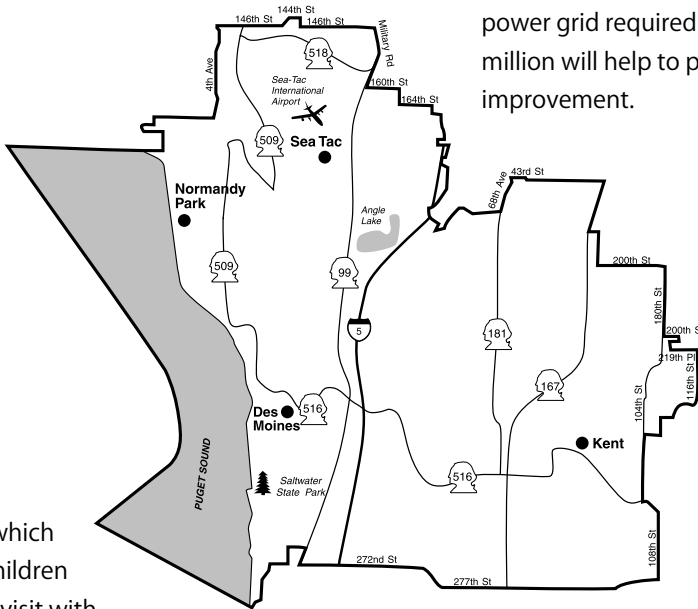 power grid required
million will help to p
improvement.
144th St
146th St
146th St
Military Rd
4th Ave
518
Sea-Tac
International
Airport
160th St
164th St
509
Sea Tac
Normandy
Park
Angle
Lake
68th Ave
43rd St
509
99
200th St
180th St
5
181
200th S
219th Pl
116th St
167
104th St
Des
Moines
516
Kent
PUGET SOUND
Saltwater
State Park
516
272nd St
277th St
108th St
which
hildren
visit with